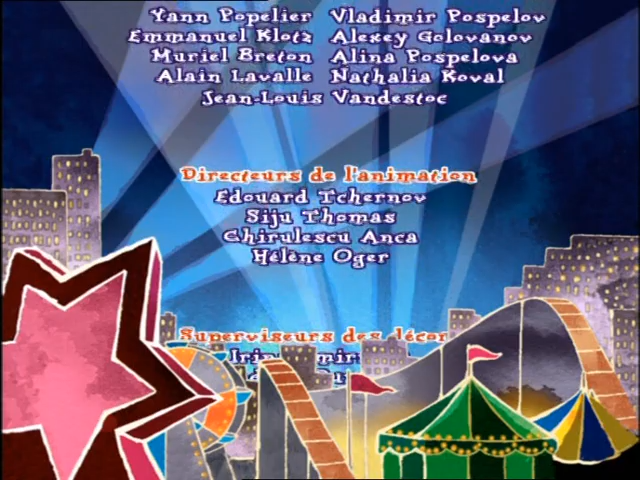 Yann Popelier Vladimir Pospelov
Emmanuel Klotz Alexey Golovanov
Muriel Breton Alina Pospelova
Alain Lavalle Nathalia Koval
Jean-Louis Vandestoc
Directeurs de l'animation
Edouard Tchernov
Siju Thomas
Chirulescu Anca
Hélène Oger
Superviseurs des décor